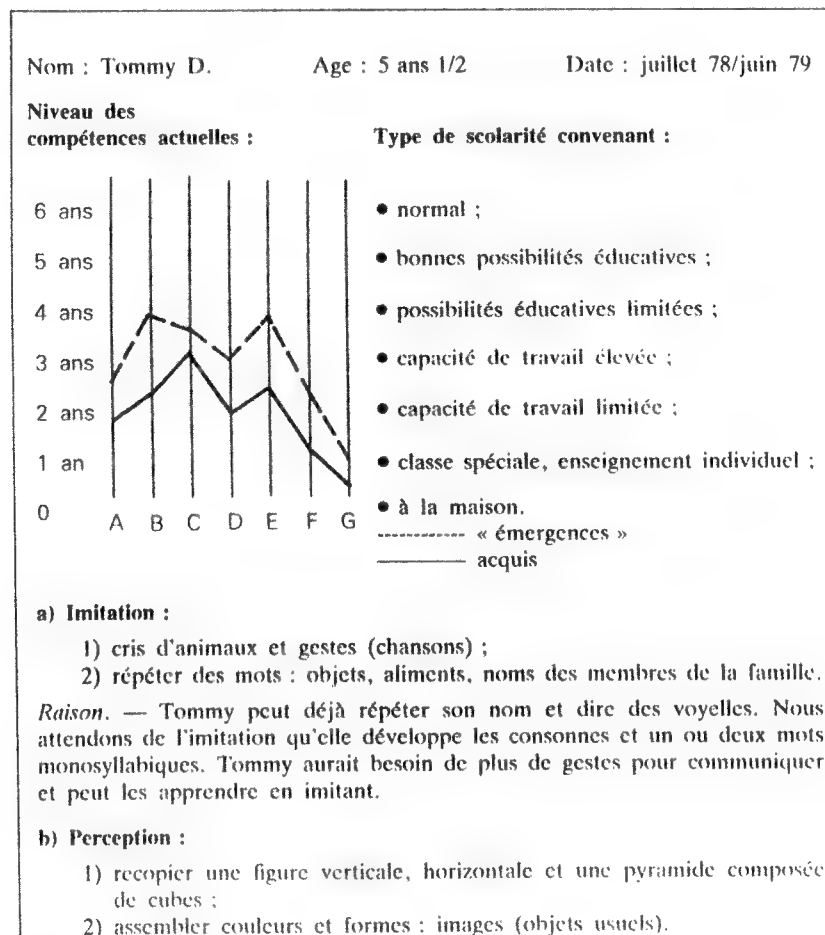 Nom : Tommy D. Age : 5 ans 1/2 Date : juillet 78/juin 79
Niveau des
compétences actuelles : Type de scolarité convenant :
6 ans • normal ;
5 ans • bonnes possibilités éducatives ;
4 ans • possibilités éducatives limitées ;
3 ans • capacité de travail élevée ;
2 ans • capacité de travail limitée ;
1 an • classe spéciale, enseignement individuel ;
0 • à la maison.
A B C D E F G
« émergences »
acquis
a) Imitation :
1) cris d'animaux et gestes (chansons) ;
2) répéter des mots : objets, aliments, noms des membres de la famille.
Raison. — Tommy peut déjà répéter son nom et dire des voyelles. Nous
attendons de l'imitation qu'elle développe les consonnes et un ou deux mots
monosyllabiques. Tommy aurait besoin de plus de gestes pour communiquer
et peut les apprendre en imitant.
b) Perception :
1) recopier une figure verticale, horizontale et une pyramide composée
de cubes ;
2) assembler couleurs et formes : images (objets usuels).